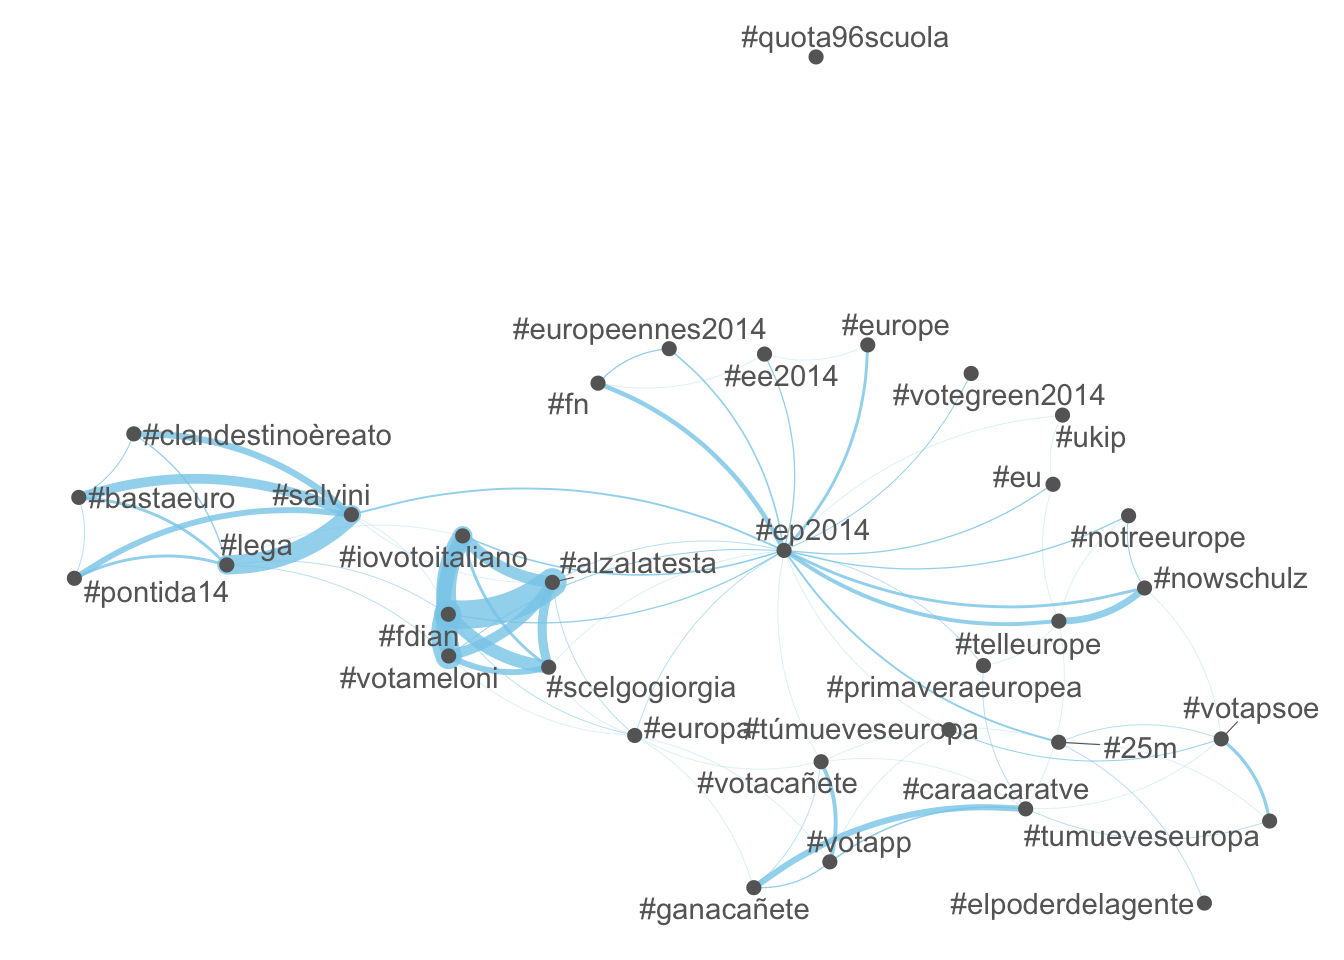 #quota96scuola
#europeennes2014
#europe
#ee2014
#votegreen2014
#fn
#ukip
#clandestinoèreato
#eu
#bastaeuro
#salvini
#ep2014
#notreeurope
#lega
#iovotoitaliano
#alzalatesta
#nowschulz
#pontida14
#fdian
#telleurope
#votameloni
#scelgogiorgia
#primaveraeuropea
#votapsoe
#europa
#túmueveseuropa
#25m
#votacañete
#caraacaratve
#votapp
#tumueveseuropa
#ganacañete
#elpoderdelagente